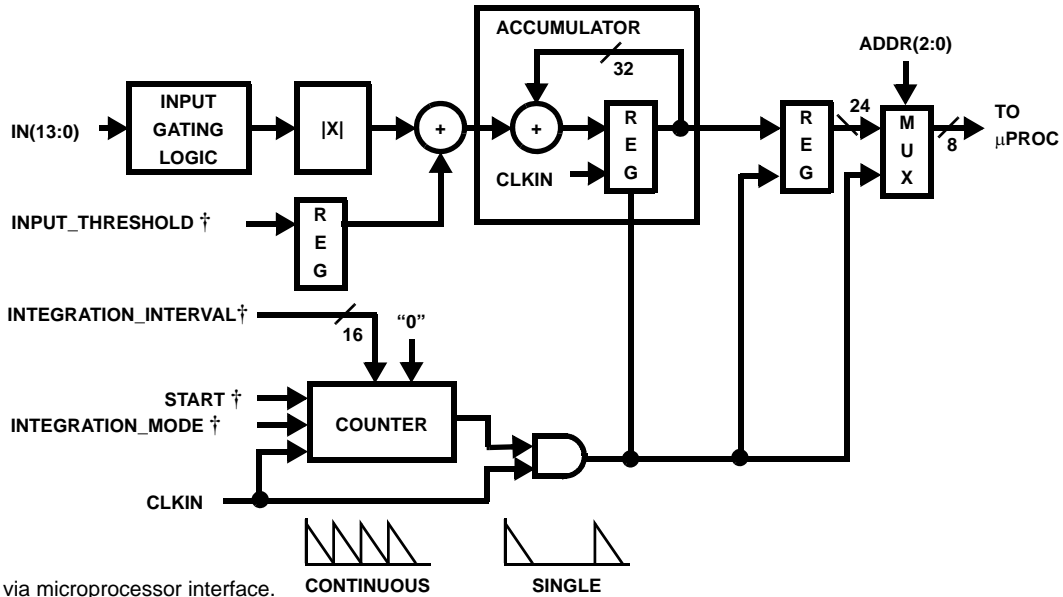 ACCUMULATOR
32
ADDR(2:0)
IN(13:0)
INPUT
GATING
LOGIC
|X|
+
+
R
E
G
CLKIN
R
E
G
24
M
U
X
8
TO
μPROC
INPUT_THRESHOLD †
R
E
G
INTEGRATION_INTERVAL†
16
“0”
START †
INTEGRATION_MODE †
COUNTER
CLKIN
CONTINUOUS
SINGLE
via microprocessor interface.